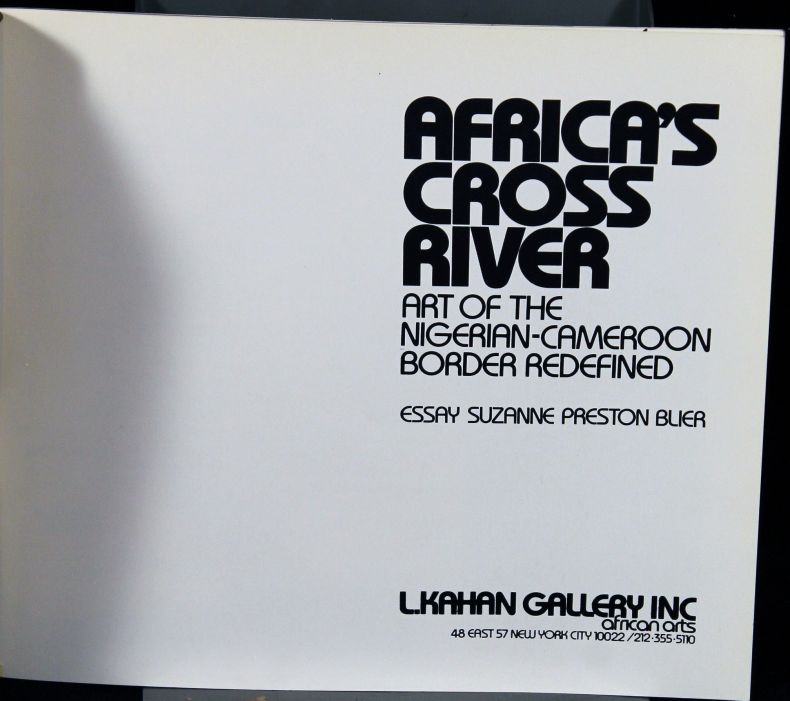 AFRICA'S
CROSS
RIVER
ART OF THE
NIGERIAN-CAMEROON
BORDER REDEFINED
ESSAY SUZANNE PRESTON BLIER
L.KAHAN GALLERY INC
african arts
48 EAST 57 NEW YORK CITY 10022/212·355·5110